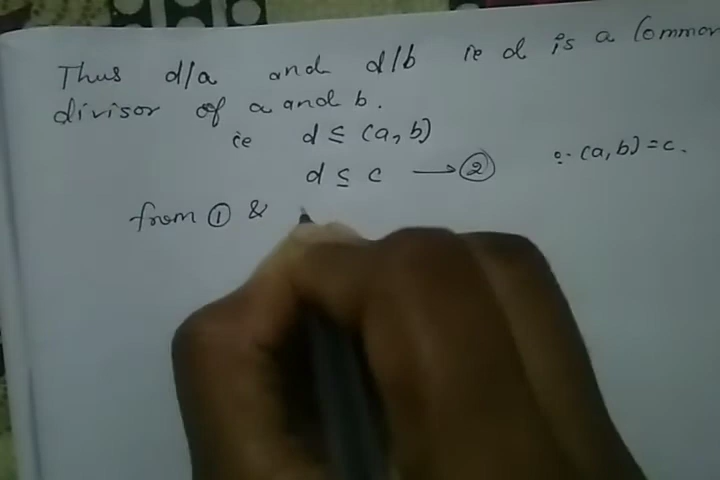 Thus d/a and d/b ie d is a Common
divisor of a and b.
ie d ≤ (a, b)
d ≤ c → ② ∵ (a, b) = c.
from ① &